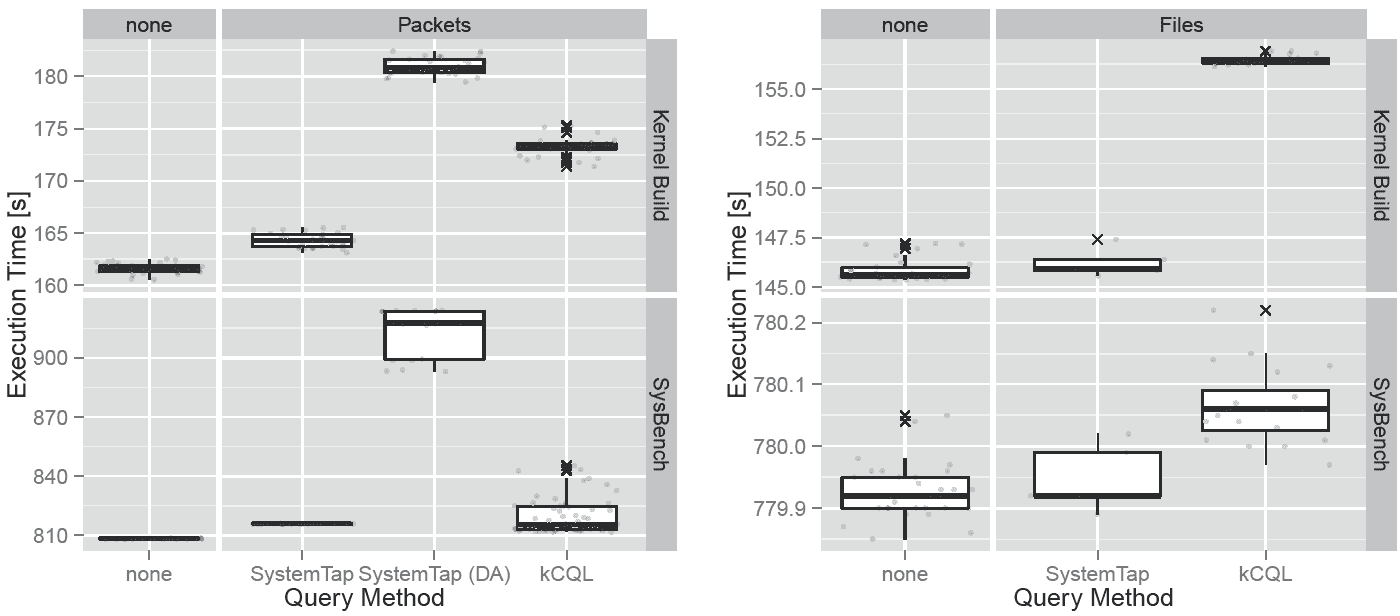 none Packets
Kernel Build
SysBench
Execution Time [s]
180
175
170
165
160
900
870
840
810
none SystemTap SystemTap (DA) kCQL
Query Method
none Files
Kernel Build
SysBench
Execution Time [s]
155.0
152.5
150.0
147.5
145.0
780.2
780.1
780.0
779.9
none SystemTap kCQL
Query Method